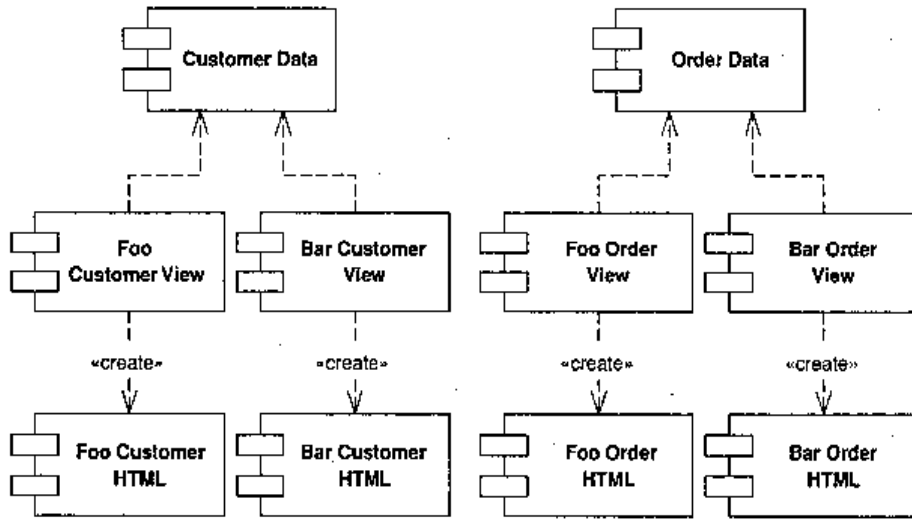 Customer Data
Order Data
Foo
Customer View
Bar Customer
View
Foo Order
View
Bar Order
View
«create»
«create»
«create»
«create»
Foo Customer
HTML
Bar Customer
HTML
Foo Order
HTML
Bar Order
HTML